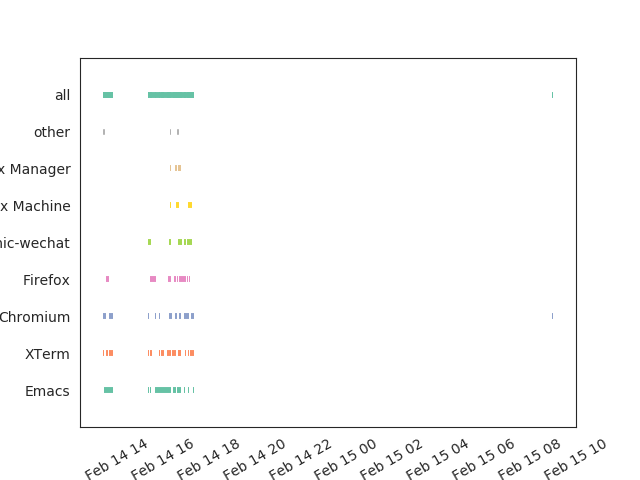 all
other
x Manager
x Machine
nic-wechat
Firefox
Chromium
XTerm
Emacs
Feb 14 14
Feb 14 16
Feb 14 18
Feb 14 20
Feb 14 22
Feb 15 00
Feb 15 02
Feb 15 04
Feb 15 06
Feb 15 08
Feb 15 10